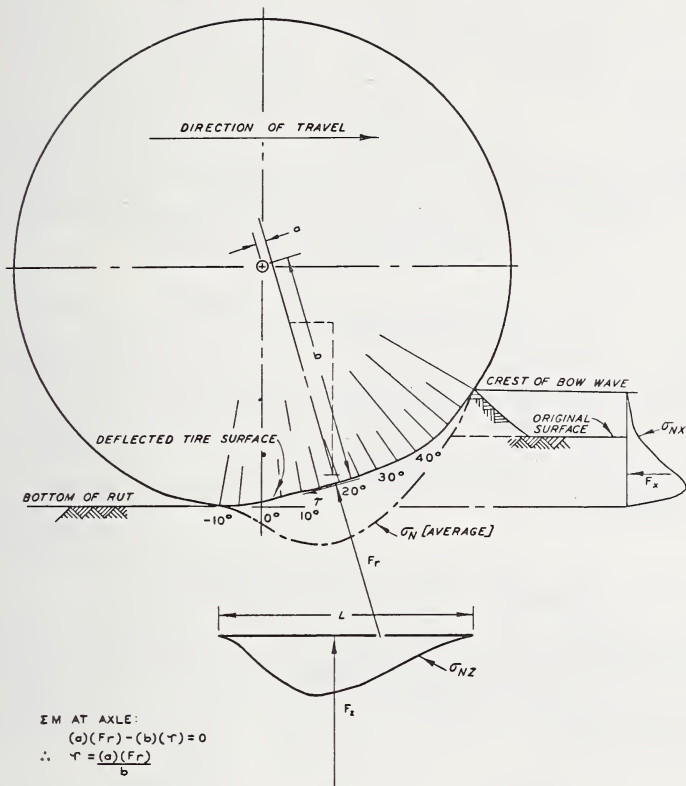 DIRECTION OF TRAVEL
a
b
CREST OF BOW WAVE
ORIGINAL
SURFACE
σNX
DEFLECTED TIRE SURFACE
40°
30°
20°
Fx
BOTTOM OF RUT
-10°
0°
10°
τ
σN [AVERAGE]
Fr
L
σNZ
Fz
ΣM AT AXLE:
(a)(Fr)-(b)(τ)=0
∴ τ=(a)(Fr)
b